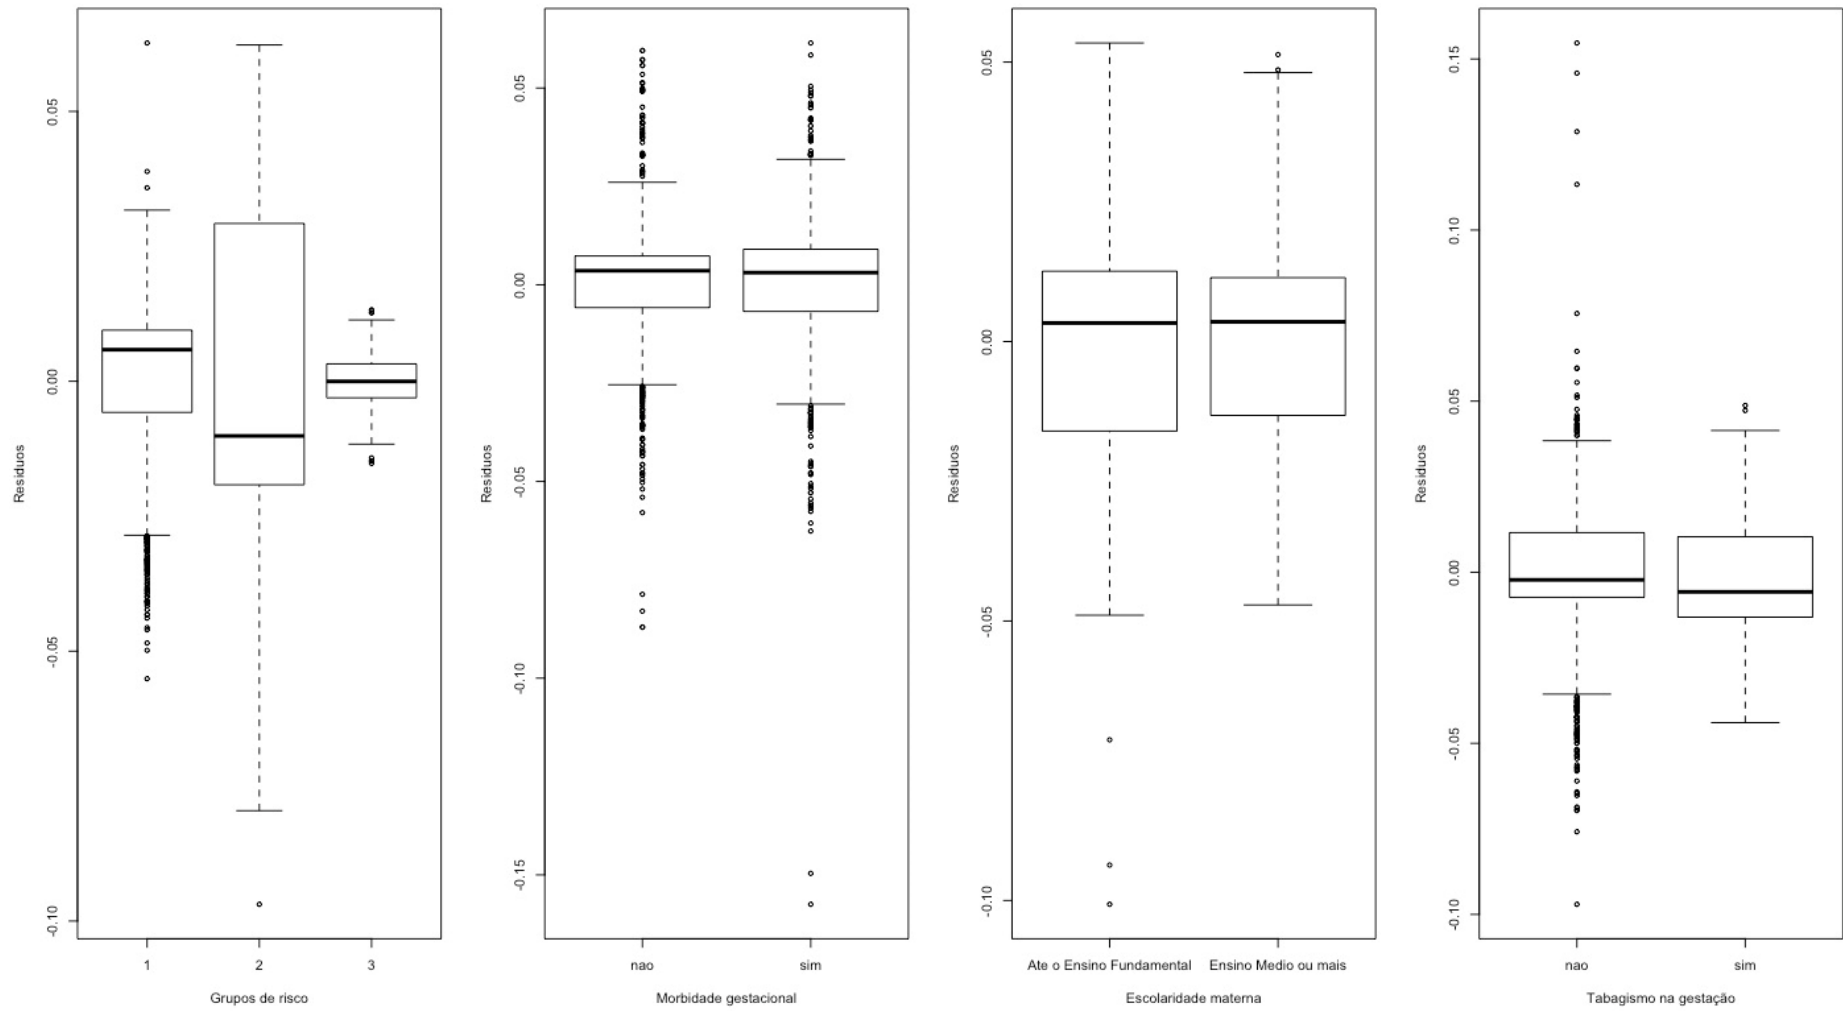 0.05
0.00
-0.05
-0.10
Residuos
1 2 3
Grupos de risco
0.05
0.00
-0.05
-0.10
-0.15
Residuos
nao sim
Morbidade gestacional
0.05
0.00
-0.05
-0.10
Residuos
Ate o Ensino Fundamental Ensino Medio ou mais
Escolaridade materna
0.15
0.10
0.05
0.00
-0.05
-0.10
Residuos
nao sim
Tabagismo na gestação